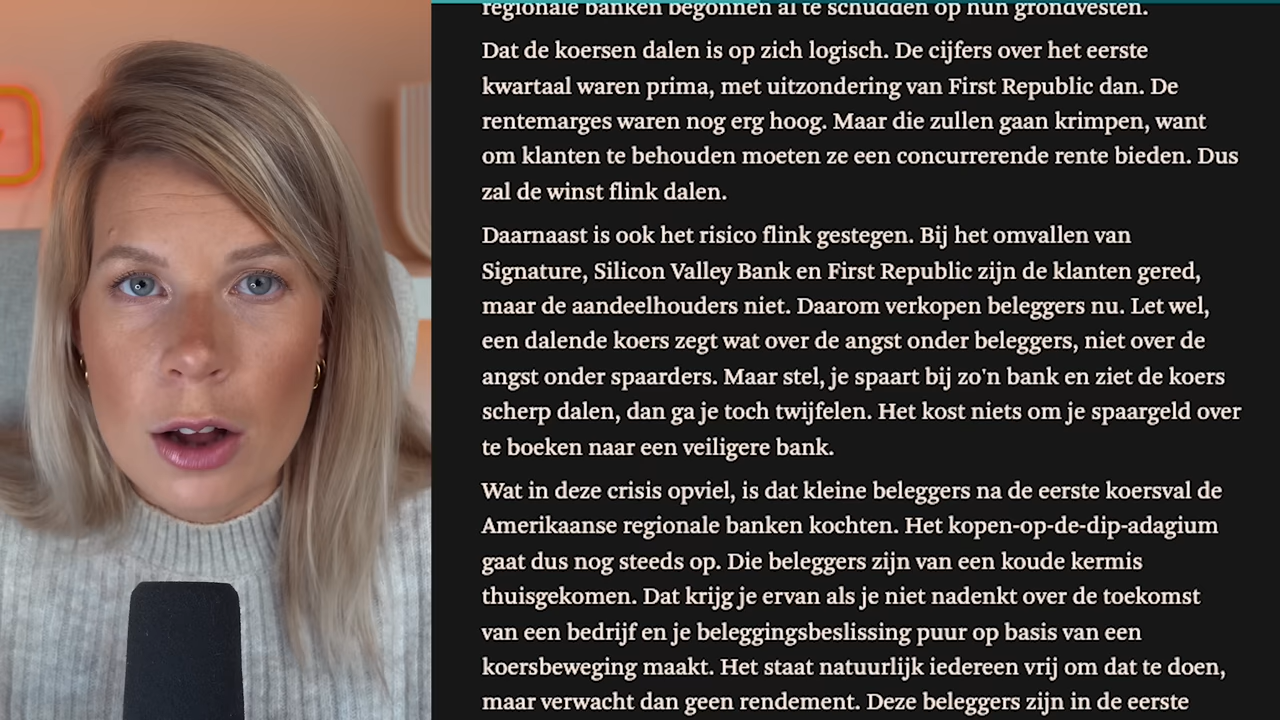 regionale banken begonnen al te schudden op hun grondvesten.
Dat de koersen dalen is op zich logisch. De cijfers over het eerste
kwartaal waren prima, met uitzondering van First Republic dan. De
rentemarges waren nog erg hoog. Maar die zullen gaan krimpen, want
om klanten te behouden moeten ze een concurrerende rente bieden. Dus
zal de winst flink dalen.
Daarnaast is ook het risico flink gestegen. Bij het omvallen van
Signature, Silicon Valley Bank en First Republic zijn de klanten gered,
maar de aandeelhouders niet. Daarom verkopen beleggers nu. Let wel,
een dalende koers zegt wat over de angst onder beleggers, niet over de
angst onder spaarders. Maar stel, je spaart bij zo'n bank en ziet de koers
scherp dalen, dan ga je toch twijfelen. Het kost niets om je spaargeld over
te boeken naar een veiligere bank.
Wat in deze crisis opviel, is dat kleine beleggers na de eerste koersval de
Amerikaanse regionale banken kochten. Het kopen-op-de-dip-adagium
gaat dus nog steeds op. Die beleggers zijn van een koude kermis
thuisgekomen. Dat krijg je ervan als je niet nadenkt over de toekomst
van een bedrijf en je beleggingsbeslissing puur op basis van een
koersbeweging maakt. Het staat natuurlijk iedereen vrij om dat te doen,
maar verwacht dan geen rendement. Deze beleggers zijn in de eerste